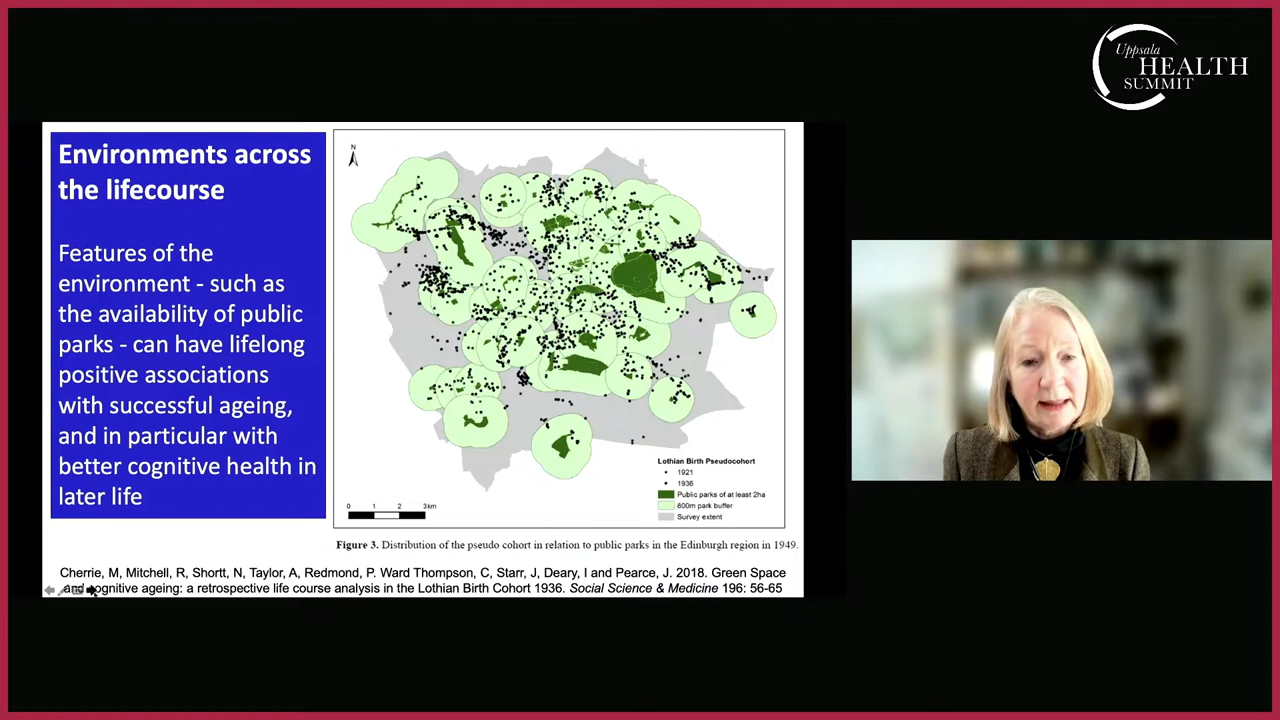 Uppsala
HEALTH
SUMMIT
Environments across
the lifecourse
Features of the
environment - such as
the availability of public
parks - can have lifelong
positive associations
with successful ageing,
and in particular with
better cognitive health in
later life
N
Lothian Birth Pseudocohort
1921
1936
Public parks of at least 2ha
800m park buffer
Survey extent
0 1 2 3km
Figure 3. Distribution of the pseudo cohort in relation to public parks in the Edinburgh region in 1949.
Cherrie, M, Mitchell, R, Shortt, N, Taylor, A, Redmond, P. Ward Thompson, C, Starr, J, Deary, I and Pearce, J. 2018. Green Space
and cognitive ageing: a retrospective life course analysis in the Lothian Birth Cohort 1936. Social Science & Medicine 196: 56-65